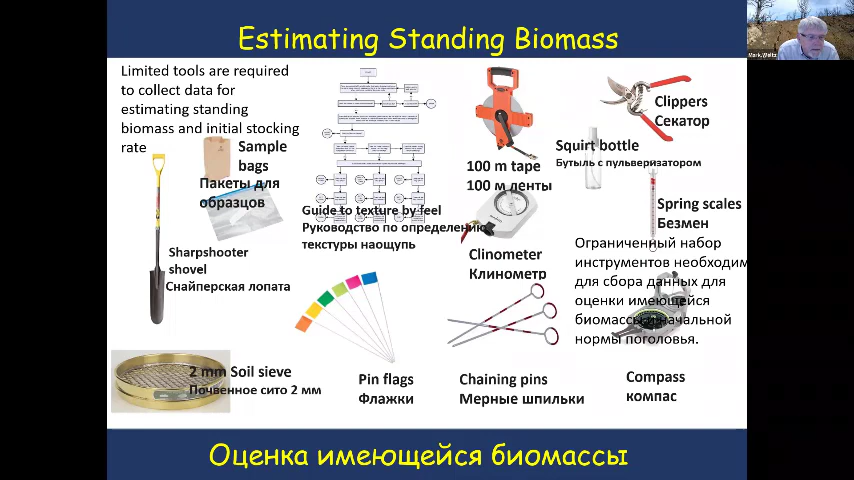 Estimating Standing Biomass
Mark Weltz
Limited tools are required
to collect data for
estimating standing
biomass and initial stocking
rate
Sample
bags
Пакеты для
образцов
Sharpshooter
shovel
Снайперская лопата
Guide to texture by feel
Руководство по определению
текстуры наощупь
100 m tape
100 м ленты
Clinometer
Клинометр
Clippers
Секатор
Squirt bottle
Бутыль с пульверизатором
Spring scales
Безмен
Ограниченный набор
инструментов необходим
для сбора данных для
оценки имеющейся
биомассы и начальной
нормы поголовья.
2 mm Soil sieve
Почвенное сито 2 мм
Pin flags
Флажки
Chaining pins
Мерные шпильки
Compass
компас
Оценка имеющейся биомассы